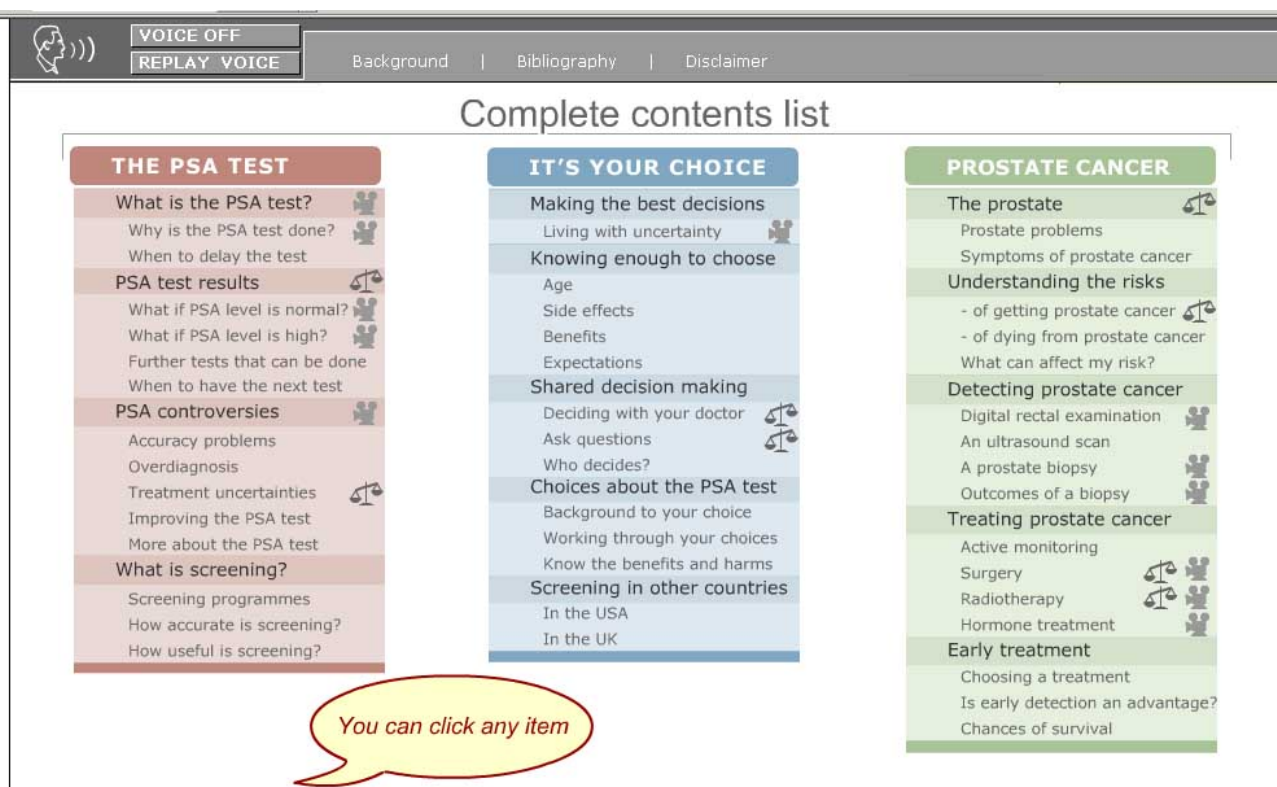 VOICE OFF
REPLAY VOICE
Background | Bibliography | Disclaimer
Complete contents list
THE PSA TEST
What is the PSA test?
Why is the PSA test done?
When to delay the test
PSA test results
What if PSA level is normal?
What if PSA level is high?
Further tests that can be done
When to have the next test
PSA controversies
Accuracy problems
Overdiagnosis
Treatment uncertainties
Improving the PSA test
More about the PSA test
What is screening?
Screening programmes
How accurate is screening?
How useful is screening?
IT'S YOUR CHOICE
Making the best decisions
Living with uncertainty
Knowing enough to choose
Age
Side effects
Benefits
Expectations
Shared decision making
Deciding with your doctor
Ask questions
Who decides?
Choices about the PSA test
Background to your choice
Working through your choices
Know the benefits and harms
Screening in other countries
In the USA
In the UK
PROSTATE CANCER
The prostate
Prostate problems
Symptoms of prostate cancer
Understanding the risks
- of getting prostate cancer
- of dying from prostate cancer
What can affect my risk?
Detecting prostate cancer
Digital rectal examination
An ultrasound scan
A prostate biopsy
Outcomes of a biopsy
Treating prostate cancer
Active monitoring
Surgery
Radiotherapy
Hormone treatment
Early treatment
Choosing a treatment
Is early detection an advantage?
Chances of survival
You can click any item